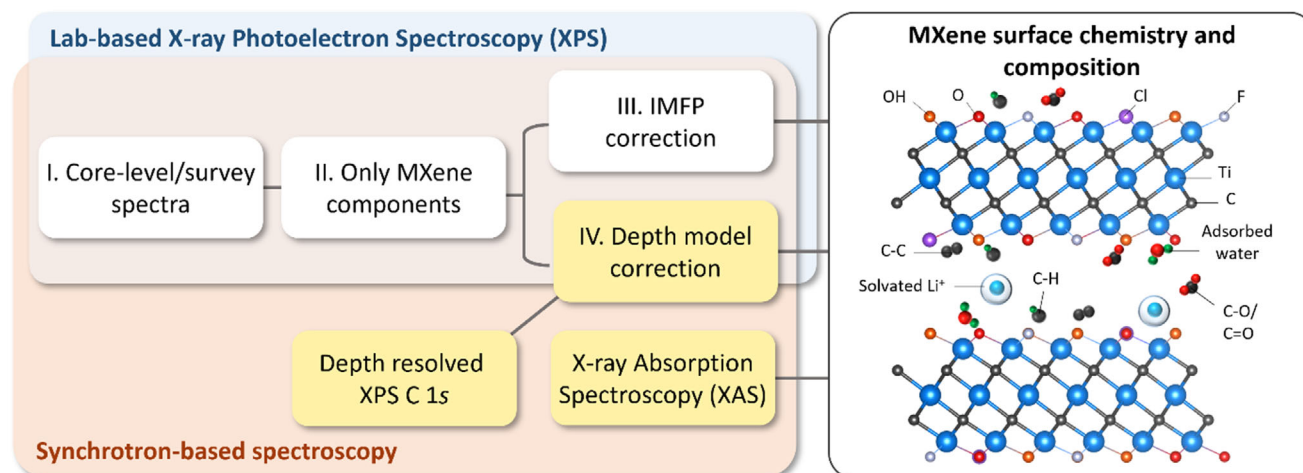 Lab-based X-ray Photoelectron Spectroscopy (XPS)
I. Core-level/survey
spectra
II. Only MXene
components
III. IMFP
correction
IV. Depth model
correction
Depth resolved
XPS C 1s
X-ray Absorption
Spectroscopy (XAS)
Synchrotron-based spectroscopy
MXene surface chemistry and
composition
OH
O
Cl
F
Ti
C
C-C
Adsorbed
water
Solvated Li⁺
C-H
C-O/
C=O